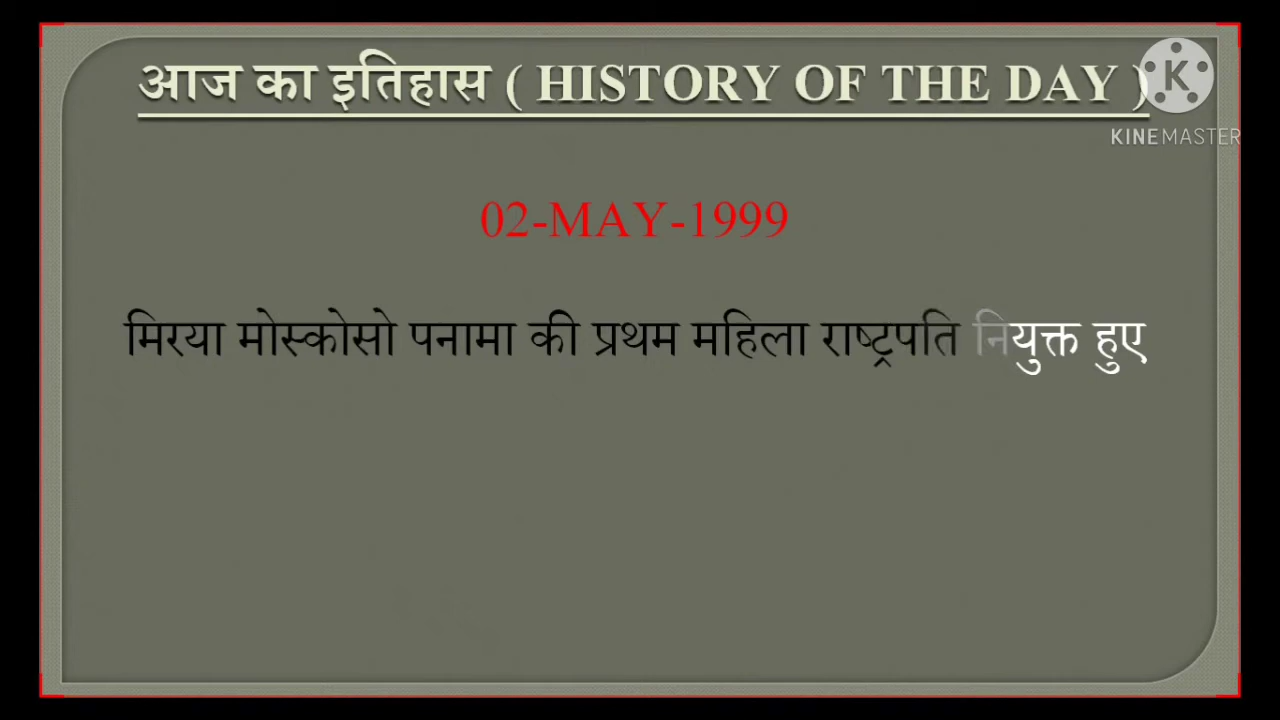 आज का इतिहास ( HISTORY OF THE DAY )
K
KINEMASTER
02-MAY-1999
मिरया मोस्कोसो पनामा की प्रथम महिला राष्ट्रपति नियुक्त हुए